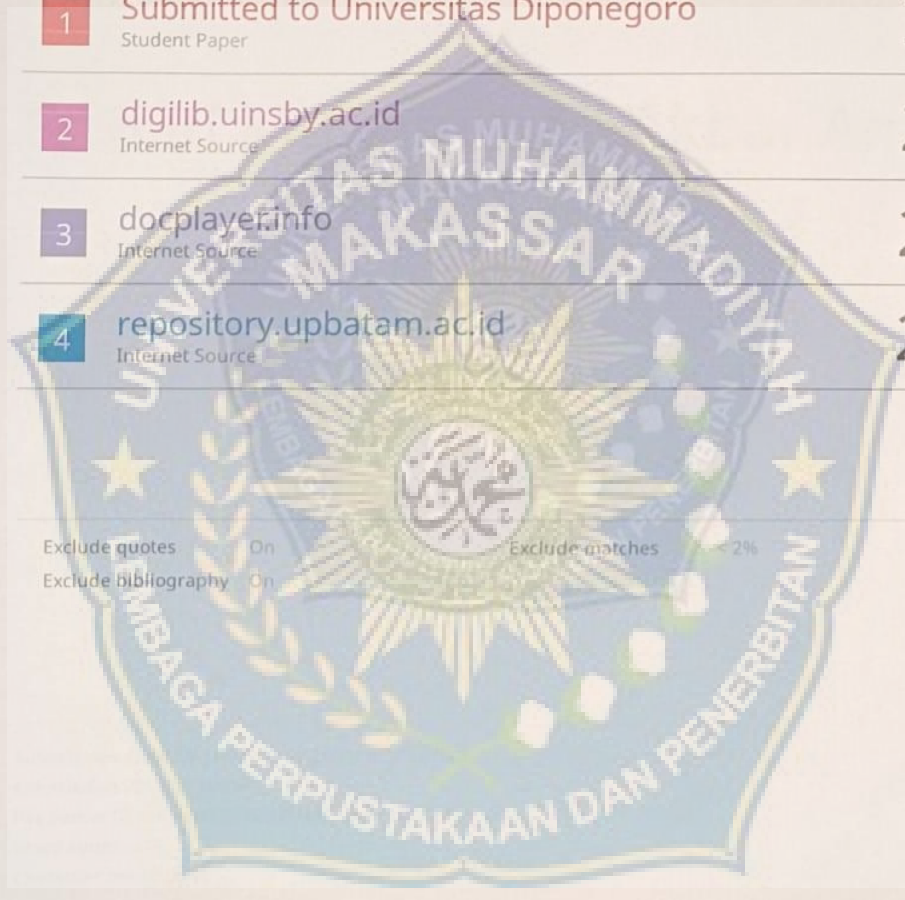 1 Submitted to Universitas Diponegoro
Student Paper
2 digilib.uinsby.ac.id
Internet Source
3 docplayer.info
Internet Source
4 repository.upbatam.ac.id
Internet Source
Exclude quotes On Exclude matches < 2%
Exclude bibliography On
UNIVERSITAS MUHAMMADIYAH
MAKASSAR
محمدية
LEMBAGA PERPUSTAKAAN DAN PENERBITAN